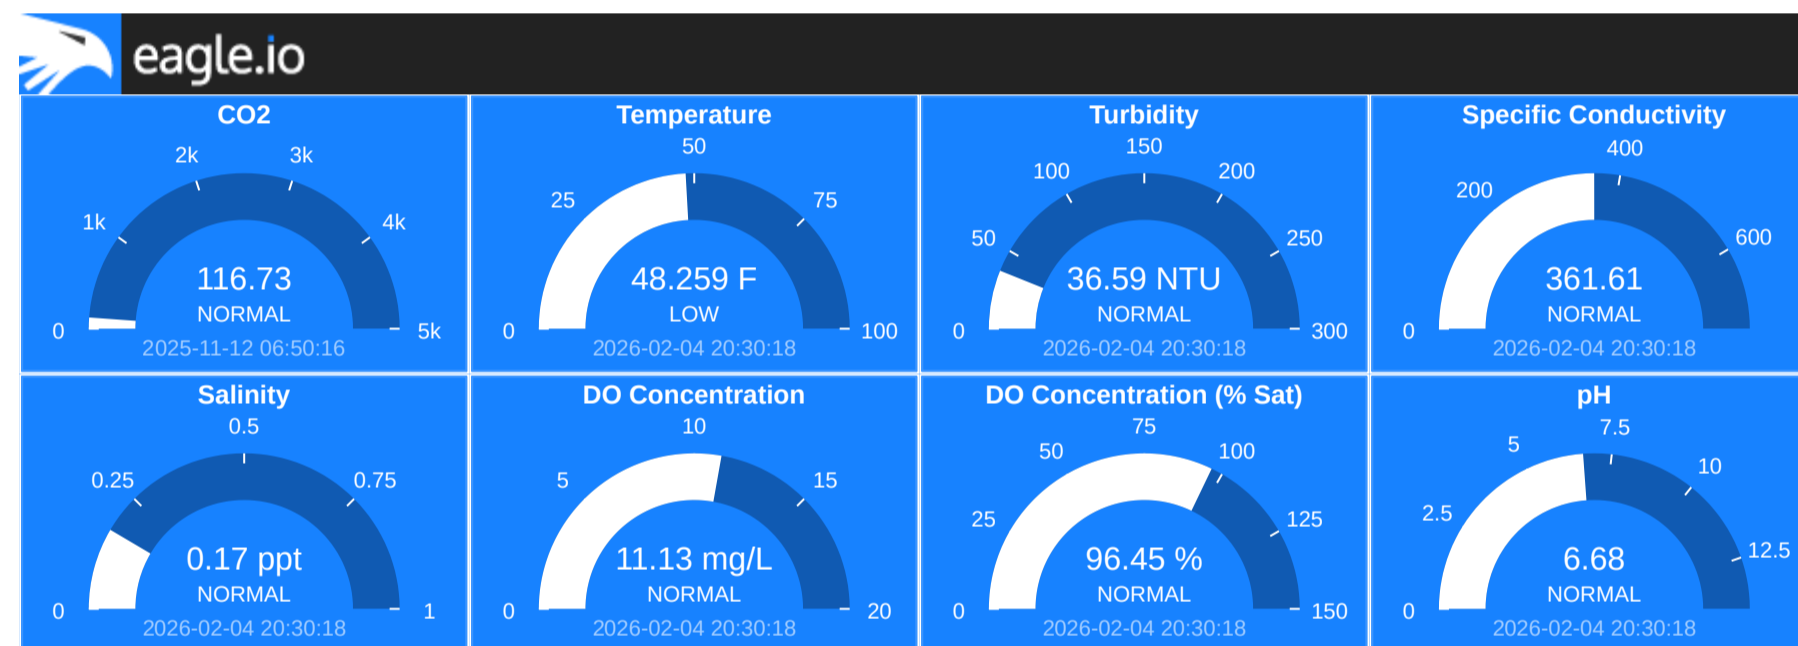 eagle.io
CO2
2k
3k
1k
4k
0
5k
116.73
NORMAL
2025-11-12 06:50:16
Temperature
50
25
75
0
100
48.259 F
LOW
2026-02-04 20:30:18
Turbidity
150
100
200
50
250
0
300
36.59 NTU
NORMAL
2026-02-04 20:30:18
Specific Conductivity
400
200
600
0
361.61
NORMAL
2026-02-04 20:30:18
Salinity
0.5
0.25
0.75
0
1
0.17 ppt
NORMAL
2026-02-04 20:30:18
DO Concentration
10
5
15
0
20
11.13 mg/L
NORMAL
2026-02-04 20:30:18
DO Concentration (% Sat)
75
50
100
25
125
0
150
96.45 %
NORMAL
2026-02-04 20:30:18
pH
7.5
5
10
2.5
12.5
0
6.68
NORMAL
2026-02-04 20:30:18